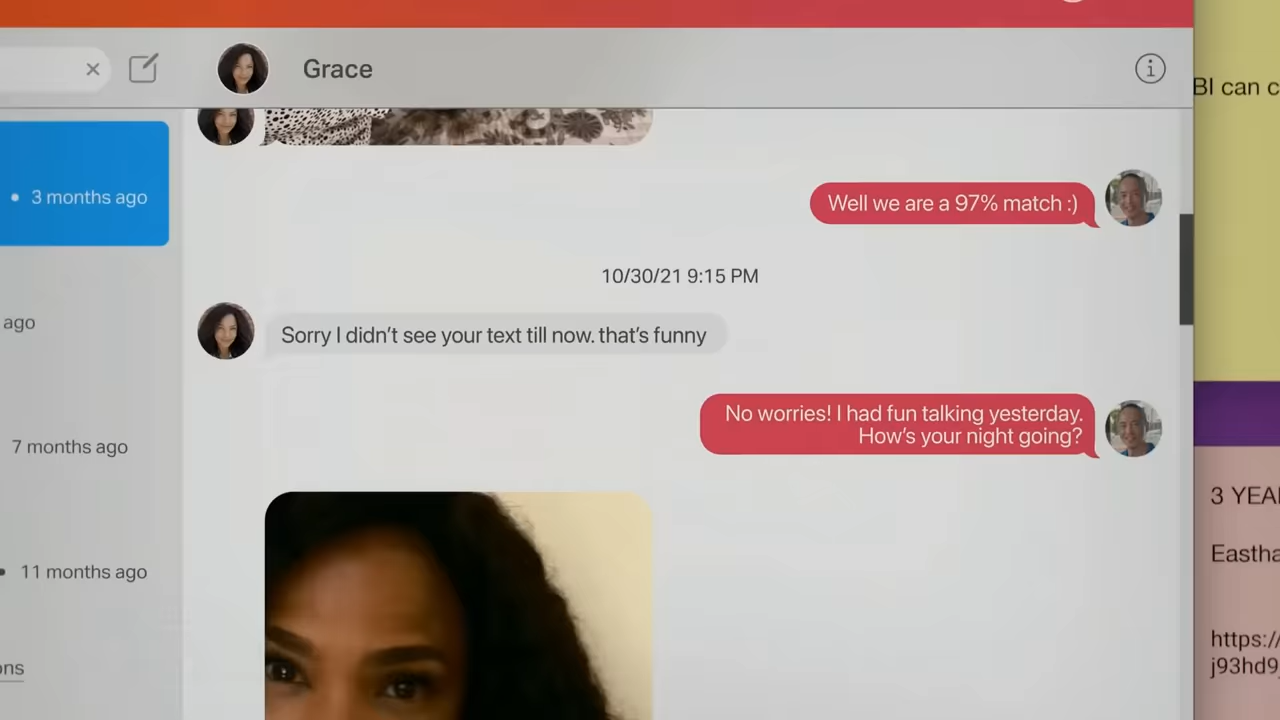 Grace
BI can c
3 months ago
Well we are a 97% match :)
10/30/21 9:15 PM
ago
Sorry I didn't see your text till now. that's funny
No worries! I had fun talking yesterday.
How's your night going?
7 months ago
3 YEA
Eastha
11 months ago
https://
j93hd9
ons